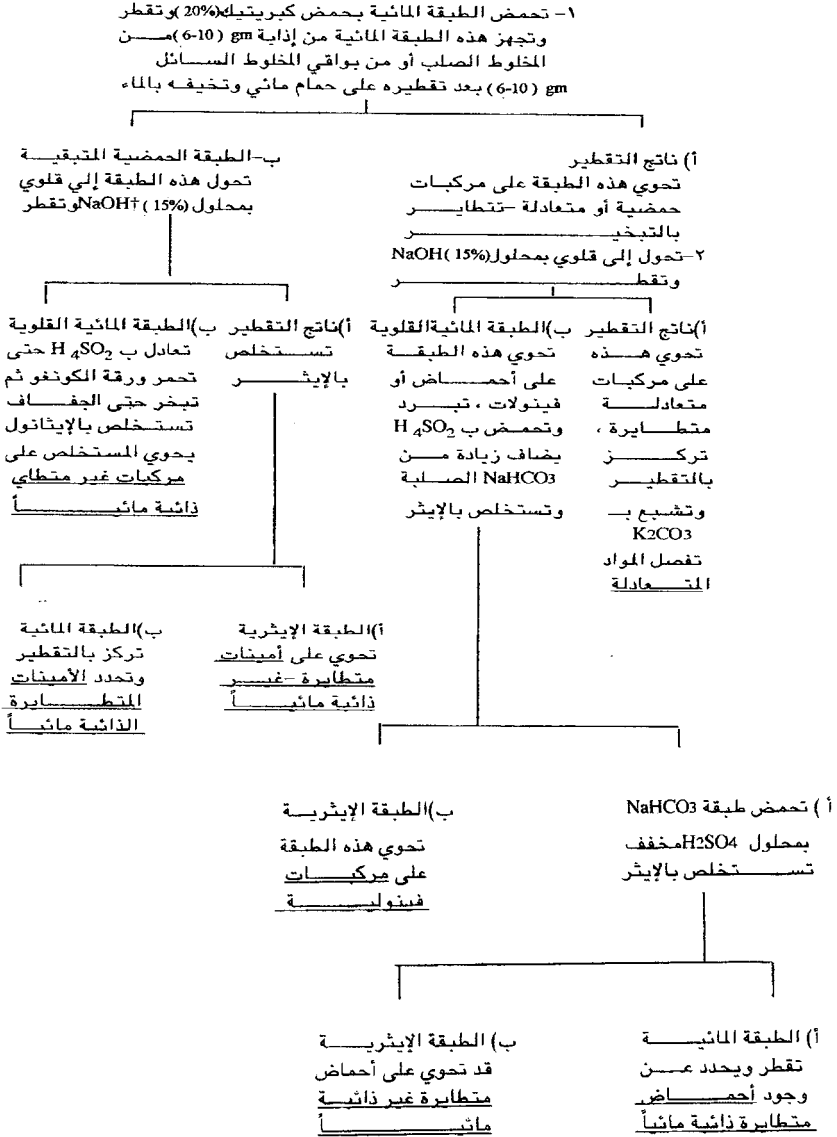 ١- تحمض الطبقة المائية بحمض كبريتيك(20%) وتقطر
وتجهز هذه الطبقة المائية من إذابة gm (6-10) من
المخلوط الصلب أو من بواقي المخلوط السائل
gm (6-10) بعد تقطيره على حمام مائي وتخيفه بالماء
أ) ناتج التقطير
تحوي هذه الطبقة على مركبات
حمضية أو متعادلة -تتطاير
بالتبخير
٢-تحول إلى قلوي بمحلول NaOH (15%)
وتقطر
ب-الطبقة الحمضية المتبقية
تحول هذه الطبقة إلي قلوي
بمحلول NaOH† (15%) وتقطر
أ)ناتج التقطير
تحوي هذه
على مركبات
متعادلة
متطايرة ،
تركز
بالتقطير
وتشبع بـ
K2CO3
تفصل المواد
المتعادلة
ب)الطبقة المائيةالقلوية
تحوي هذه الطبقة
على أحماض أو
فينولات ، تبرد
وتحمض ب H 4SO2
يضاف زيادة من
NaHCO3 الصلبة
وتستخلص بالإيثر
أ)ناتج التقطير
تستخلص
بالإيثر
ب)الطبقة المائية القلوية
تعادل ب H 4SO2 حتى
تحمر ورقة الكونغو ثم
تبخر حتى الجفاف
تستخلص بالإيثانول
يحوي المستخلص على
مركبات غير متطاي
ذائبة مائياً
أ)الطبقة الإيثرية
تحوي على أمينات
متطايرة -غير
ذائبة مائياً
ب)الطبقة المائية
تركز بالتقطير
وتحدد الأمينات
المتطايرة
الذائبة مائياً
أ ) تحمض طبقة NaHCO3
بمحلول H2SO4مخفف
تستخلص بالإيثر
ب)الطبقة الإيثرية
تحوي هذه الطبقة
على مركبات
فينولية
أ) الطبقة المائية
تقطر ويحدد عن
وجود أحماض
متطايرة ذائبة مائياً
ب) الطبقة الإيثرية
قد تحوي على أحماض
متطايرة غير ذائبة
مائياً